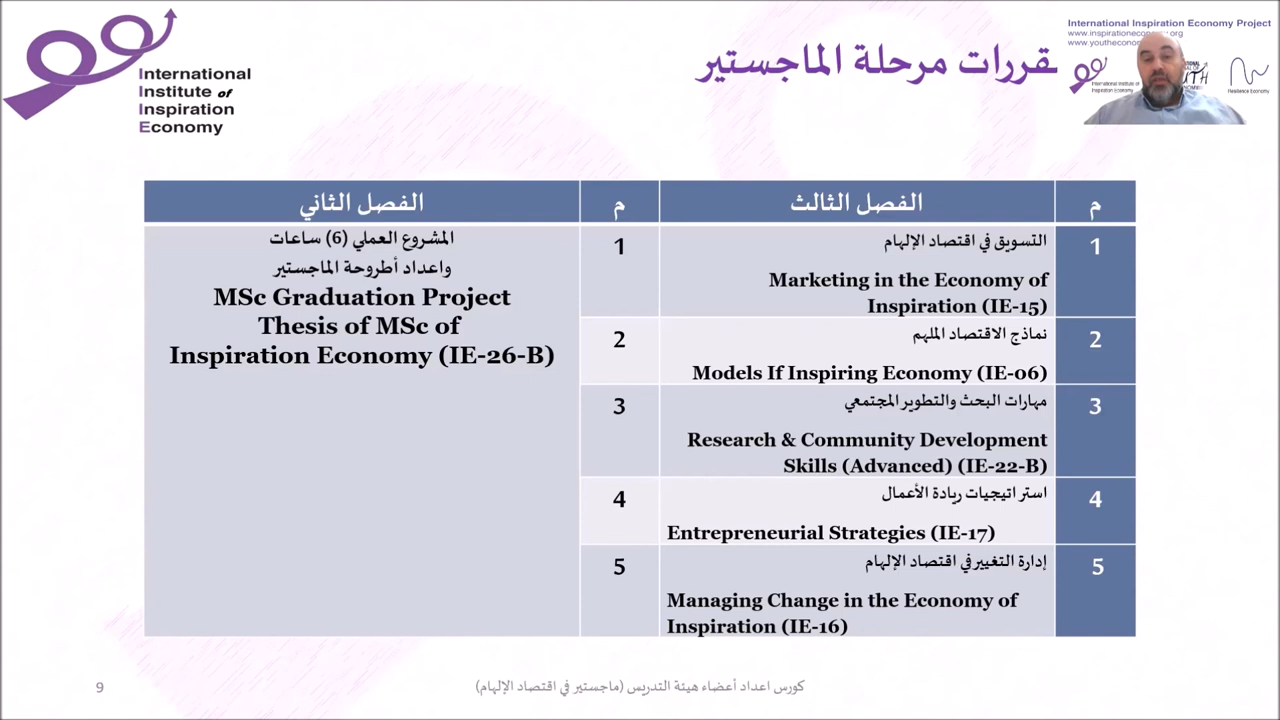 International
Institute of
Inspiration
Economy
International Inspiration Economy Project
www.inspirationecon
.org
www.youthecono
Resilience Economy
مقررات مرحلة الماجستير
م
الفصل الثالث
م
الفصل الثاني
1
التسويق في اقتصاد الإلهام
Marketing in the Economy of
Inspiration (IE-15)
1
المشروع العملي (6) ساعات
واعداد أطروحة الماجستير
MSc Graduation Project
Thesis of MSc of
Inspiration Economy (IE-26-B)
2
نماذج الاقتصاد الملهم
Models If Inspiring Economy (IE-06)
2
3
مهارات البحث والتطوير المجتمعي
Research & Community Development
Skills (Advanced) (IE-22-B)
3
4
استراتيجيات ريادة الأعمال
Entrepreneurial Strategies (IE-17)
4
5
إدارة التغيير في اقتصاد الإلهام
Managing Change in the Economy of
Inspiration (IE-16)
5
كورس اعداد أعضاء هيئة التدريس (ماجستير في اقتصاد الإلهام)
9